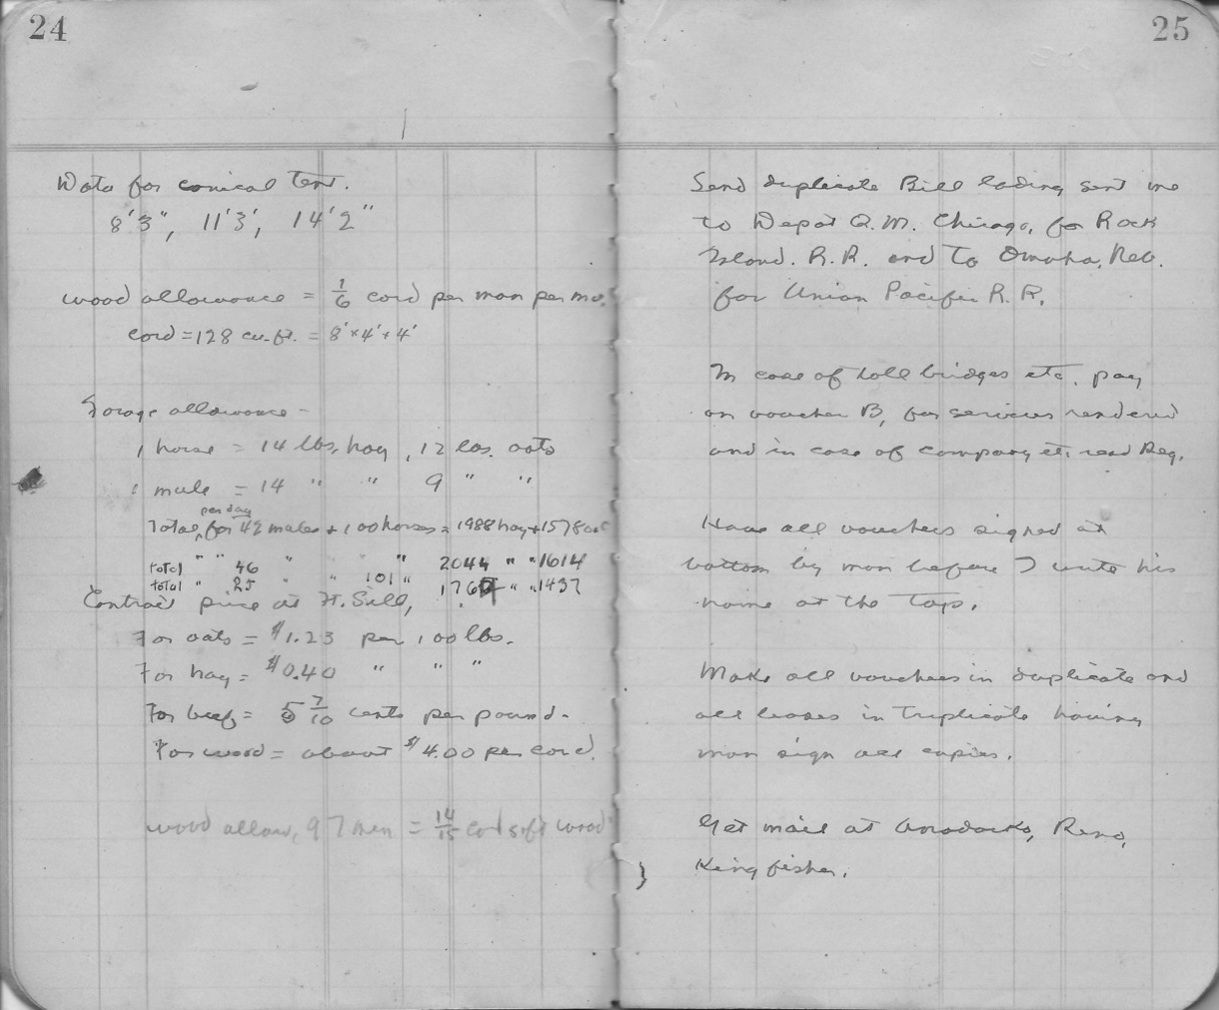 24
Data for conical Tent.
8'3", 11'3", 14'2"
wood allowance = 1/6 cord per man per mo.
cord = 128 cu. ft. = 8'×4'×4'
Forage allowance -
1 horse = 14 lbs. hay, 12 lbs. oats
1 mule = 14 " " 9 " "
per day
Total, for 42 mules + 100 horses = 1988 hay + 1578 oats
total " " 46 " " " 2044 " " 1614
total " 25 " " 101 " 1764 " " 1437
Contract price at Ft. Sill,
For oats = $1.23 per 100 lbs.
For hay = $0.40 " " "
For beef = 5 7/10 cents per pound.
For wood = about $4.00 per cord.
wood allow, 97 men = 14/15 cord soft wood
25
Send duplicate Bill lading sent me
to Depot Q.M. Chicago, for Rock
Island. R.R. and to Omaha, Neb.
for Union Pacific R.R.
In case of toll bridges etc. pay
on voucher B, for services rendered
and in case of company etc. read Reg.
Have all vouchers signed at
bottom by man before I write his
name at the top.
Make all vouchers in duplicate and
all leases in triplicate having
man sign all copies.
Get mail at Anadarko, Reno,
Kingfisher.